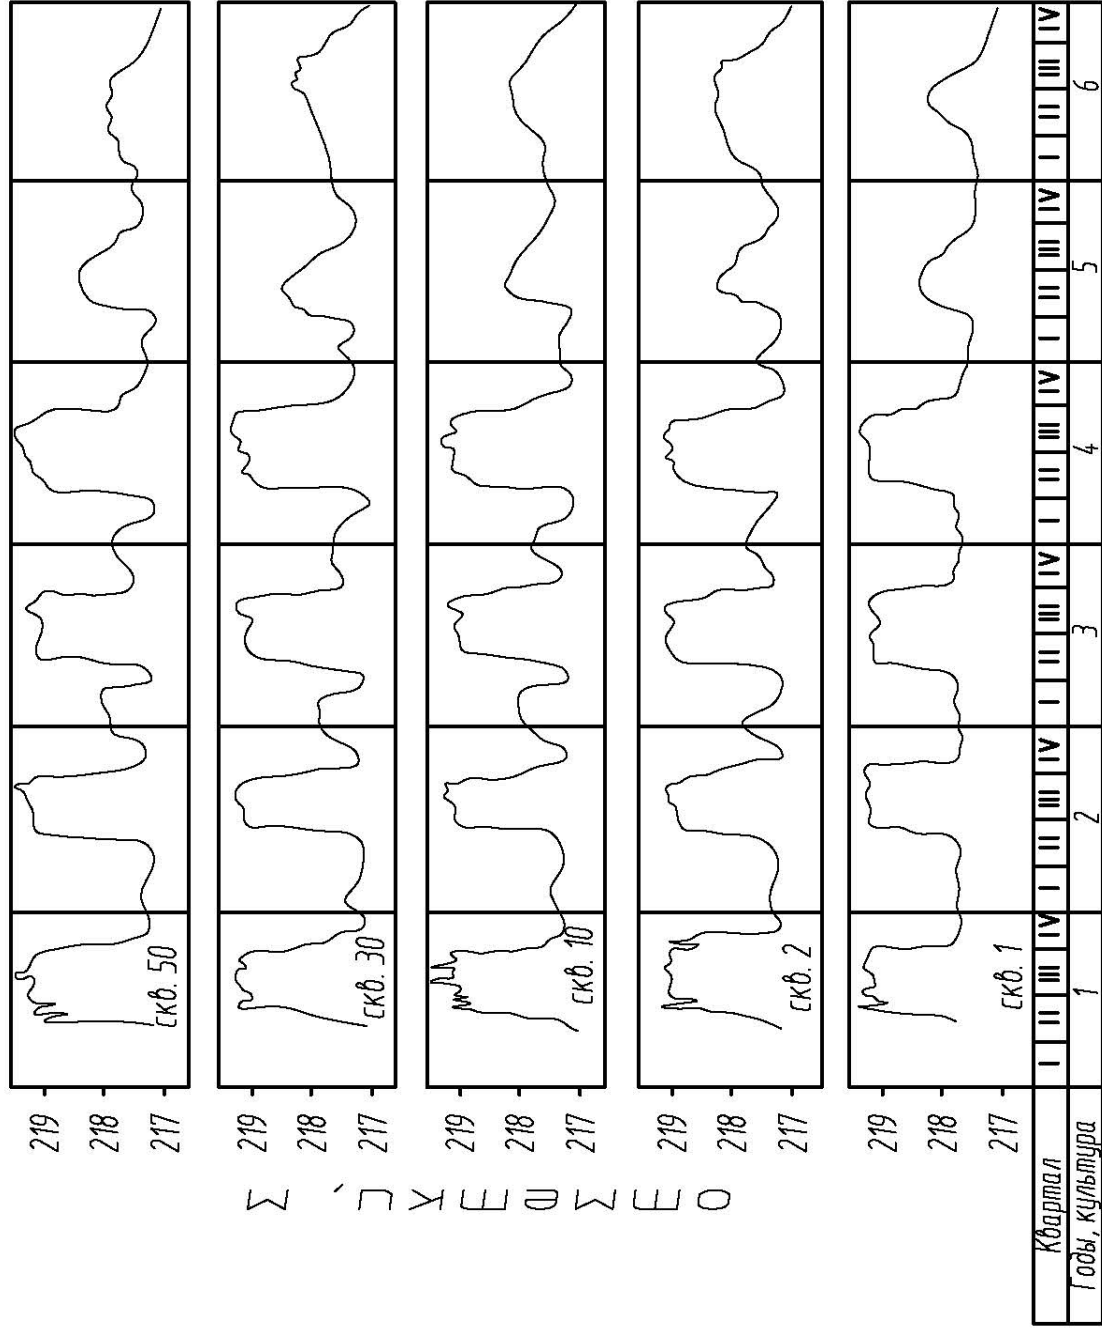 отметки, м
219
218
217
скв. 50
219
218
217
скв. 30
219
218
217
скв. 10
219
218
217
скв. 2
219
218
217
скв. 1
Квартал I II III IV I II III IV I II III IV I II III IV I II III IV I II III IV
Годы, культура 1 2 3 4 5 6